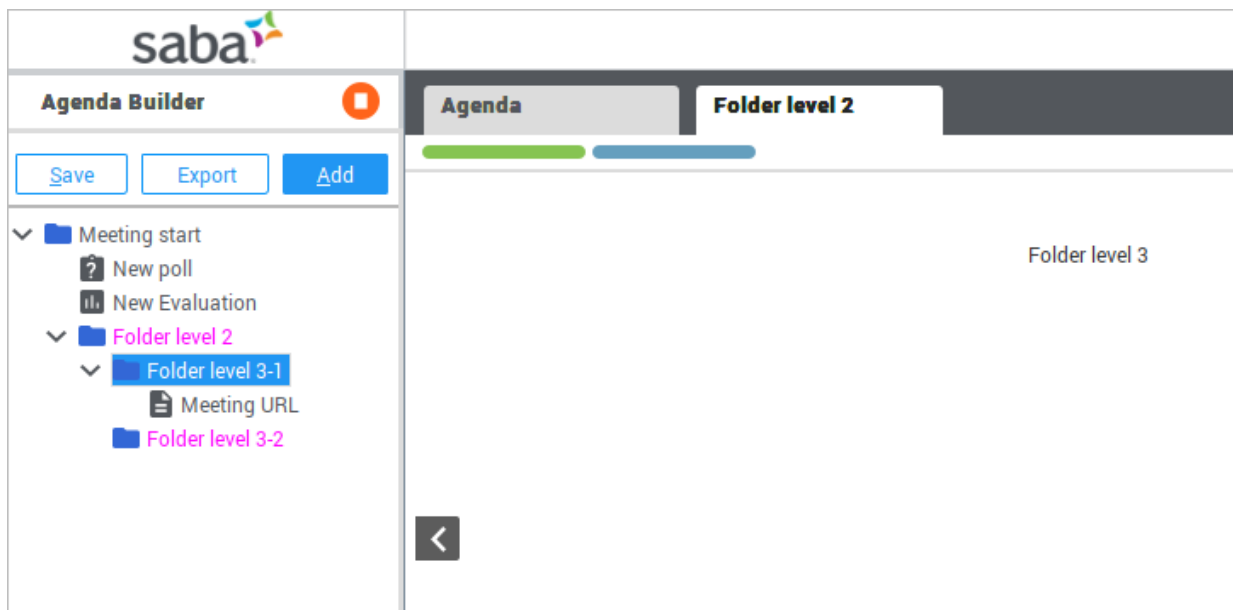 saba
Agenda Builder
Agenda
Folder level 2
Save
Export
Add
Meeting start
New poll
New Evaluation
Folder level 2
Folder level 3-1
Meeting URL
Folder level 3-2
Folder level 3